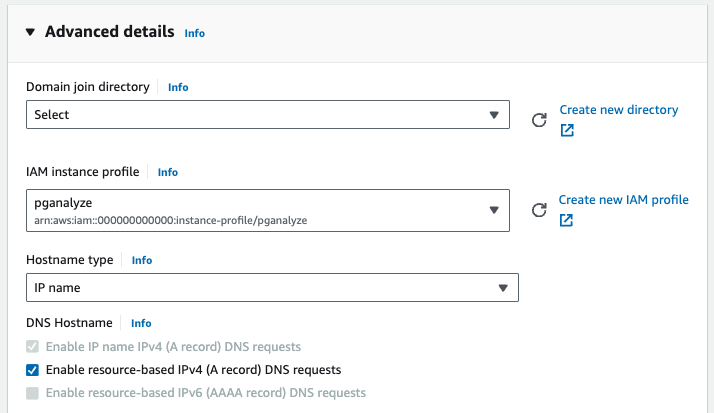 Advanced details Info
Domain join directory Info
Select
Create new directory
IAM instance profile Info
pganalyze
arn:aws:iam::000000000000:instance-profile/pganalyze
Create new IAM profile
Hostname type Info
IP name
DNS Hostname Info
Enable IP name IPv4 (A record) DNS requests
Enable resource-based IPv4 (A record) DNS requests
Enable resource-based IPv6 (AAAA record) DNS requests